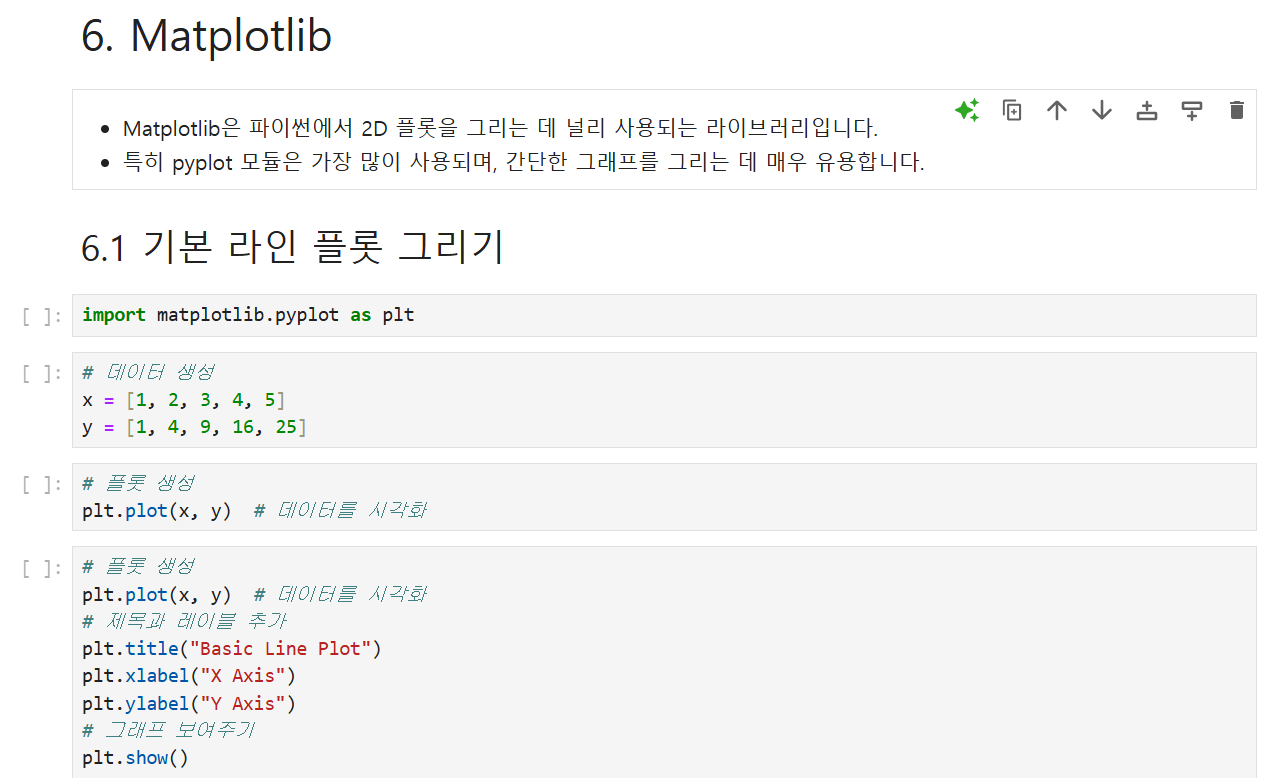 6. Matplotlib
• Matplotlib은 파이썬에서 2D 플롯을 그리는 데 널리 사용되는 라이브러리입니다.
• 특히 pyplot 모듈은 가장 많이 사용되며, 간단한 그래프를 그리는 데 매우 유용합니다.
6.1 기본 라인 플롯 그리기
[ ]: import matplotlib.pyplot as plt
[ ]: # 데이터 생성
x = [1, 2, 3, 4, 5]
y = [1, 4, 9, 16, 25]
[ ]: # 플롯 생성
plt.plot(x, y)  # 데이터를 시각화
[ ]: # 플롯 생성
plt.plot(x, y)  # 데이터를 시각화
# 제목과 레이블 추가
plt.title("Basic Line Plot")
plt.xlabel("X Axis")
plt.ylabel("Y Axis")
# 그래프 보여주기
plt.show()